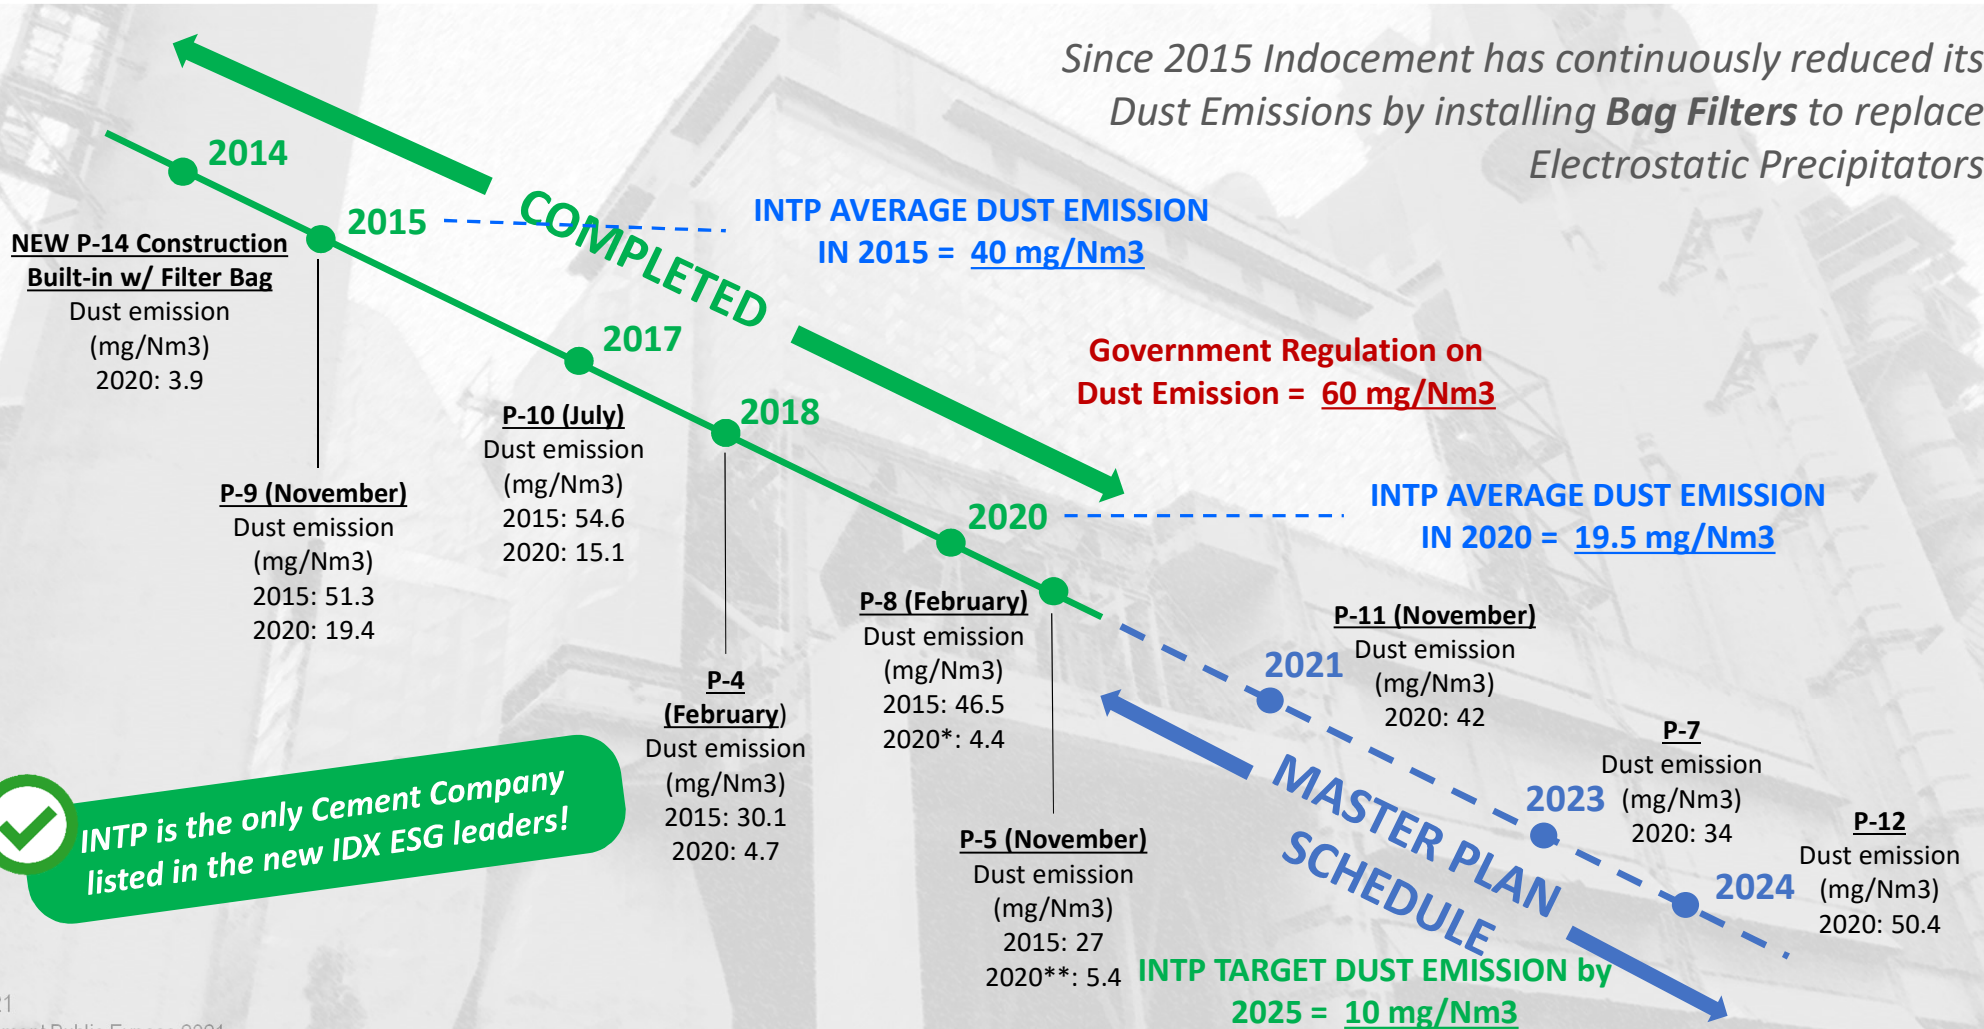 Since 2015 Indocement has continuously reduced its
Dust Emissions by installing Bag Filters to replace
Electrostatic Precipitators
2014
NEW P-14 Construction
Built-in w/ Filter Bag
Dust emission
(mg/Nm3)
2020: 3.9
2015
P-9 (November)
Dust emission
(mg/Nm3)
2015: 51.3
2020: 19.4
COMPLETED
INTP AVERAGE DUST EMISSION
IN 2015 = 40 mg/Nm3
2017
P-10 (July)
Dust emission
(mg/Nm3)
2015: 54.6
2020: 15.1
2018
P-4
(February)
Dust emission
(mg/Nm3)
2015: 30.1
2020: 4.7
Government Regulation on
Dust Emission = 60 mg/Nm3
2020
INTP AVERAGE DUST EMISSION
IN 2020 = 19.5 mg/Nm3
P-8 (February)
Dust emission
(mg/Nm3)
2015: 46.5
2020*: 4.4
P-5 (November)
Dust emission
(mg/Nm3)
2015: 27
2020**: 5.4
2021
P-11 (November)
Dust emission
(mg/Nm3)
2020: 42
2023
P-7
Dust emission
(mg/Nm3)
2020: 34
2024
P-12
Dust emission
(mg/Nm3)
2020: 50.4
MASTER PLAN
SCHEDULE
INTP TARGET DUST EMISSION by
2025 = 10 mg/Nm3
INTP is the only Cement Company
listed in the new IDX ESG leaders!
21
Public Expose 2021